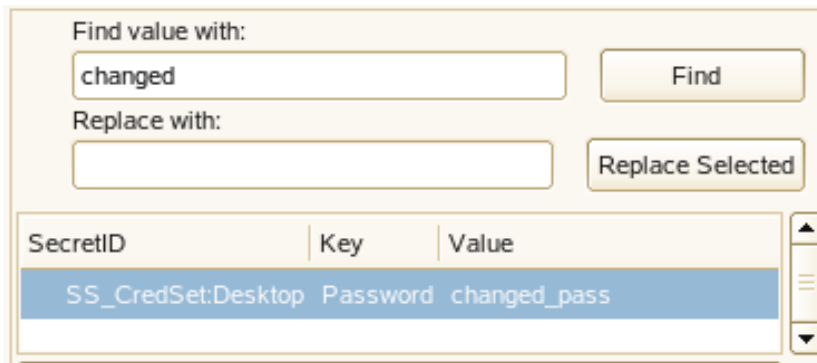 Find value with:
changed Find
Replace with:
Replace Selected
SecretID Key Value
SS_CredSet:Desktop Password changed_pass